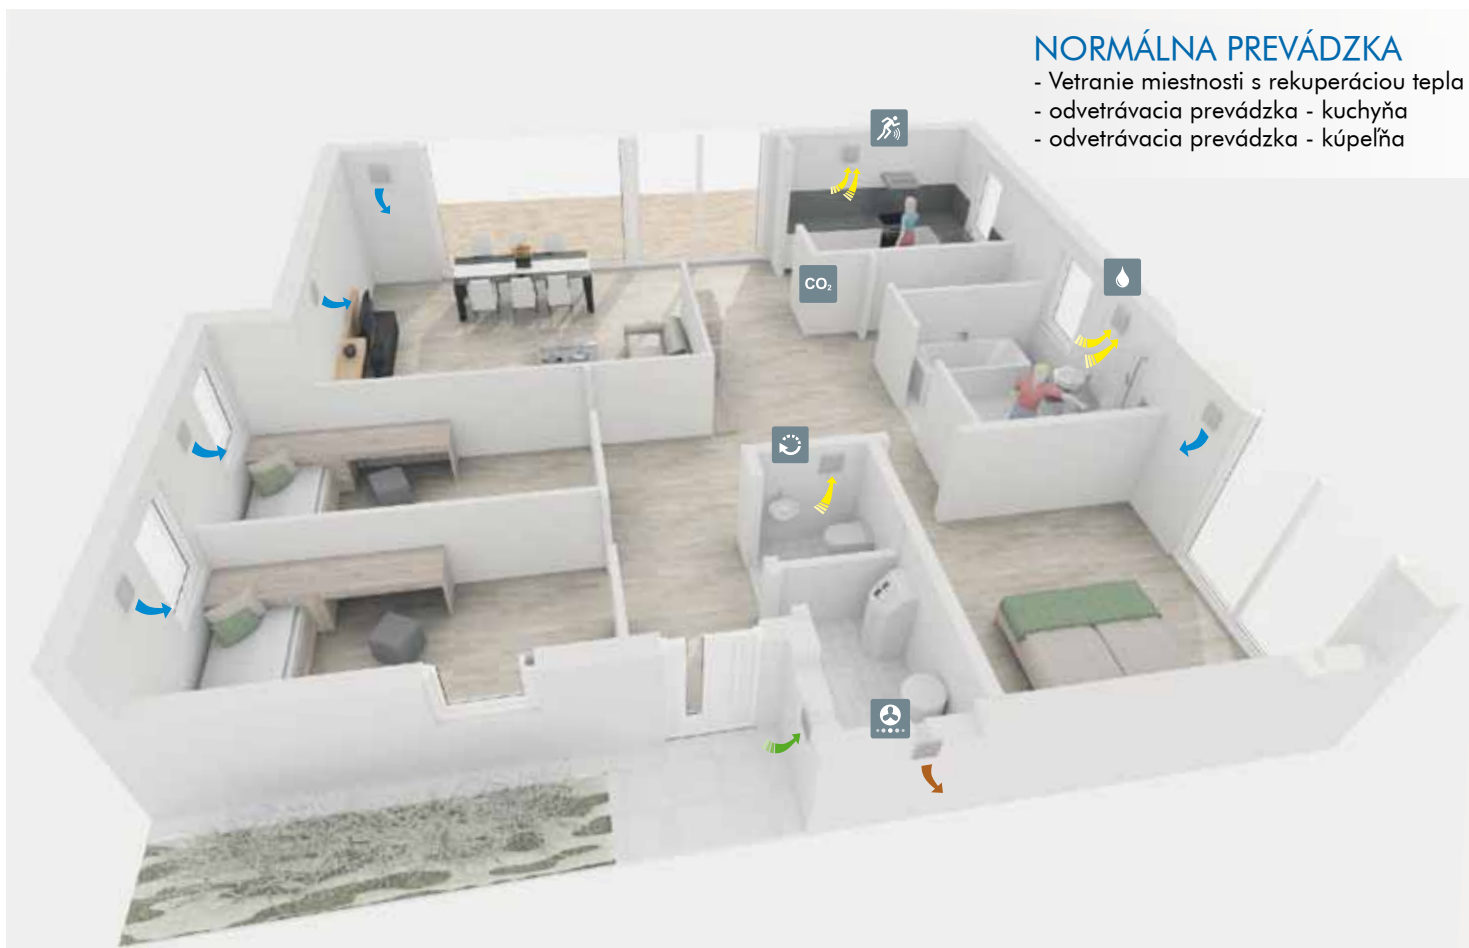 NORMÁLNA PREVÁDZKA
- Vetranie miestnosti s rekuperáciou tepla
- odvetrávacia prevádzka - kuchyňa
- odvetrávacia prevádzka - kúpeľňa
CO₂